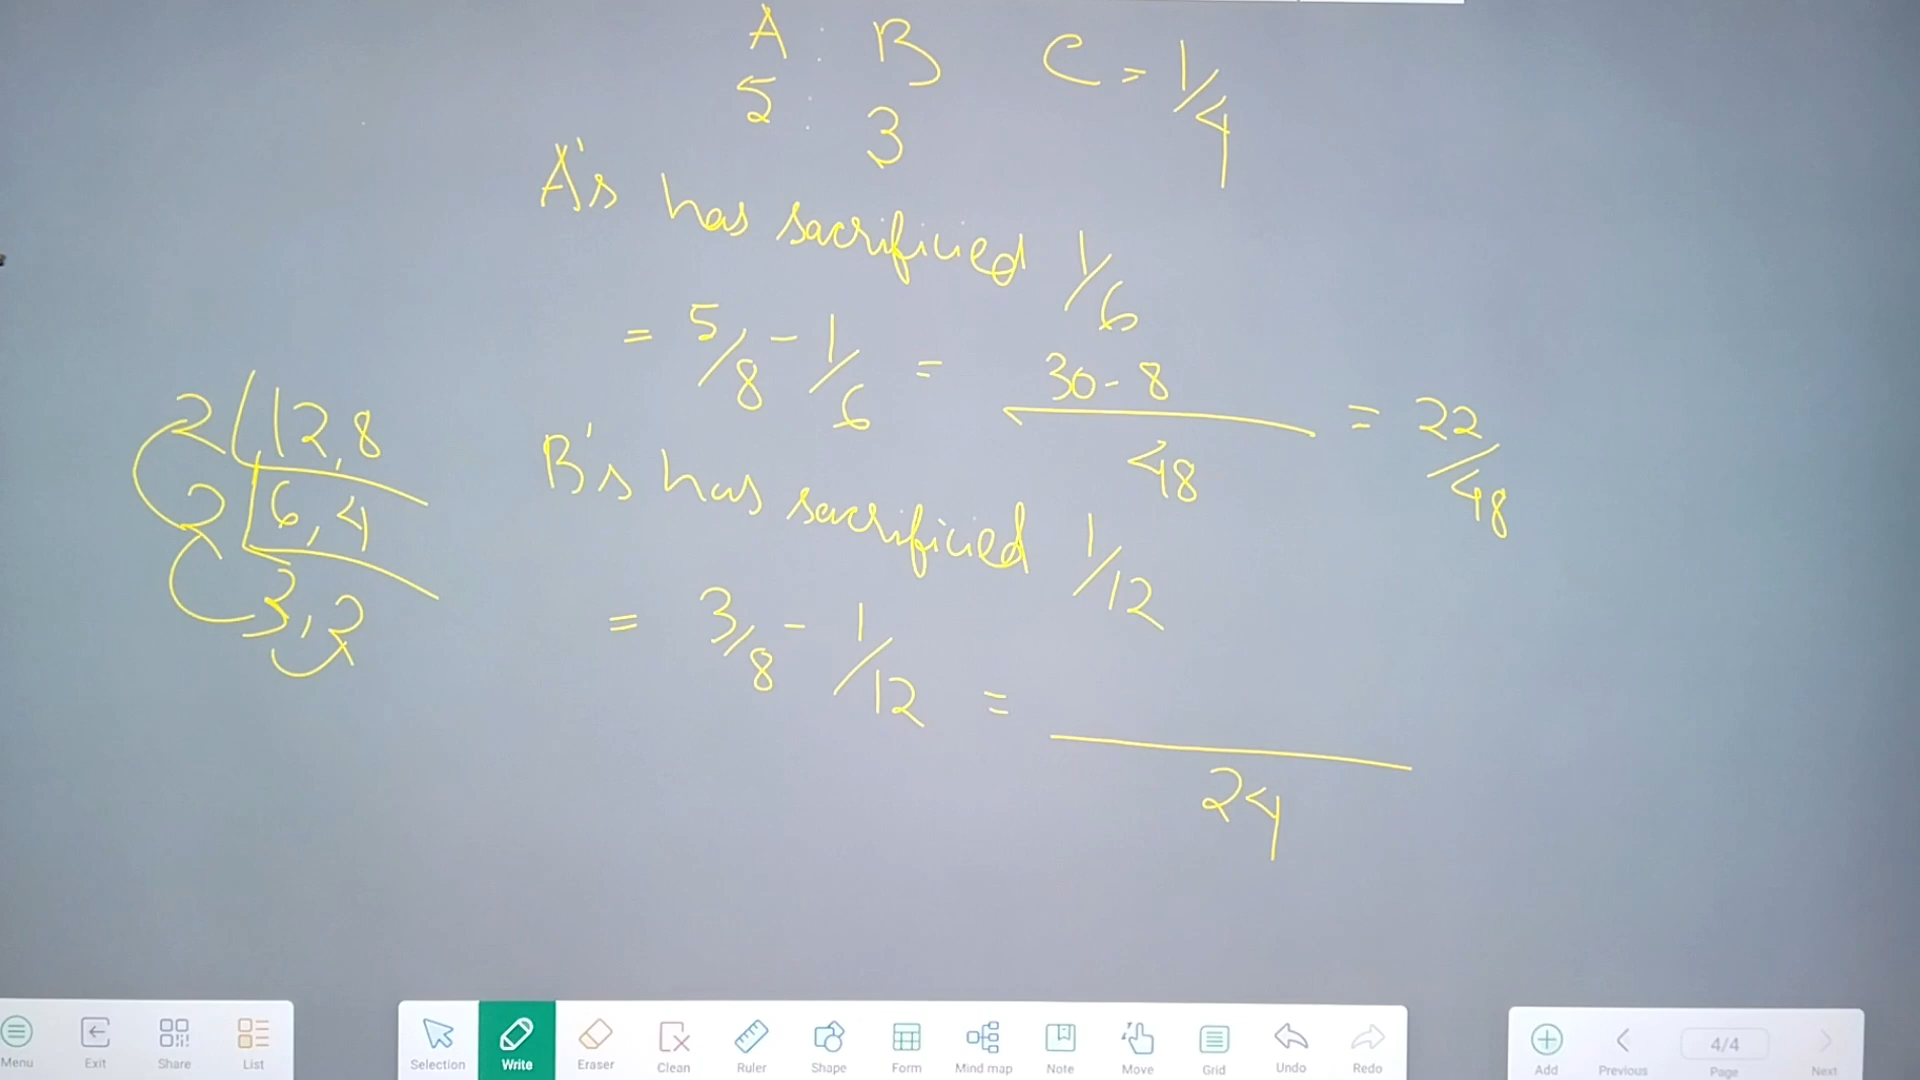 A : B C = 1/4
5 : 3
A's has sacrificied 1/6
= 5/8 - 1/6 = 30 - 8 / 48 = 22/48
B's has sacrificied 1/12
= 3/8 - 1/12 = / 24
2 12, 8
2 6, 4
3, 2
Menu Exit Share List Selection Write Eraser Clean Ruler Shape Form Mind map Note Move Grid Undo Redo Add Previous 4/4 Page Next